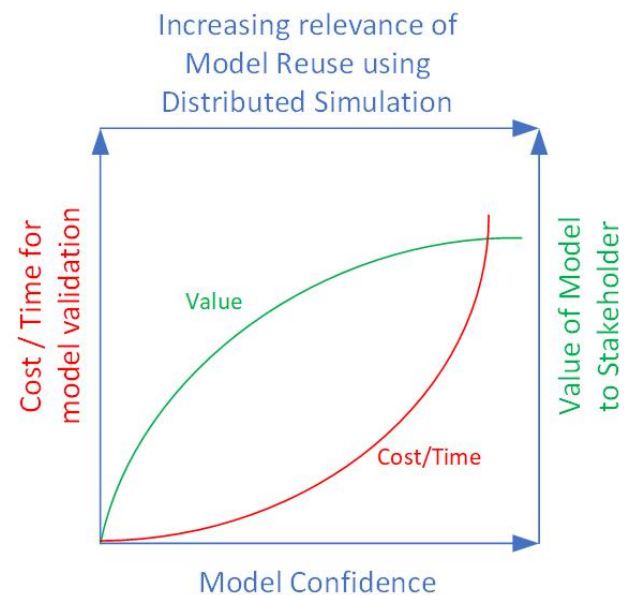 Increasing relevance of
Model Reuse using
Distributed Simulation
Cost / Time for
model validation
Value
Cost/Time
Value of Model
to Stakeholder
Model Confidence